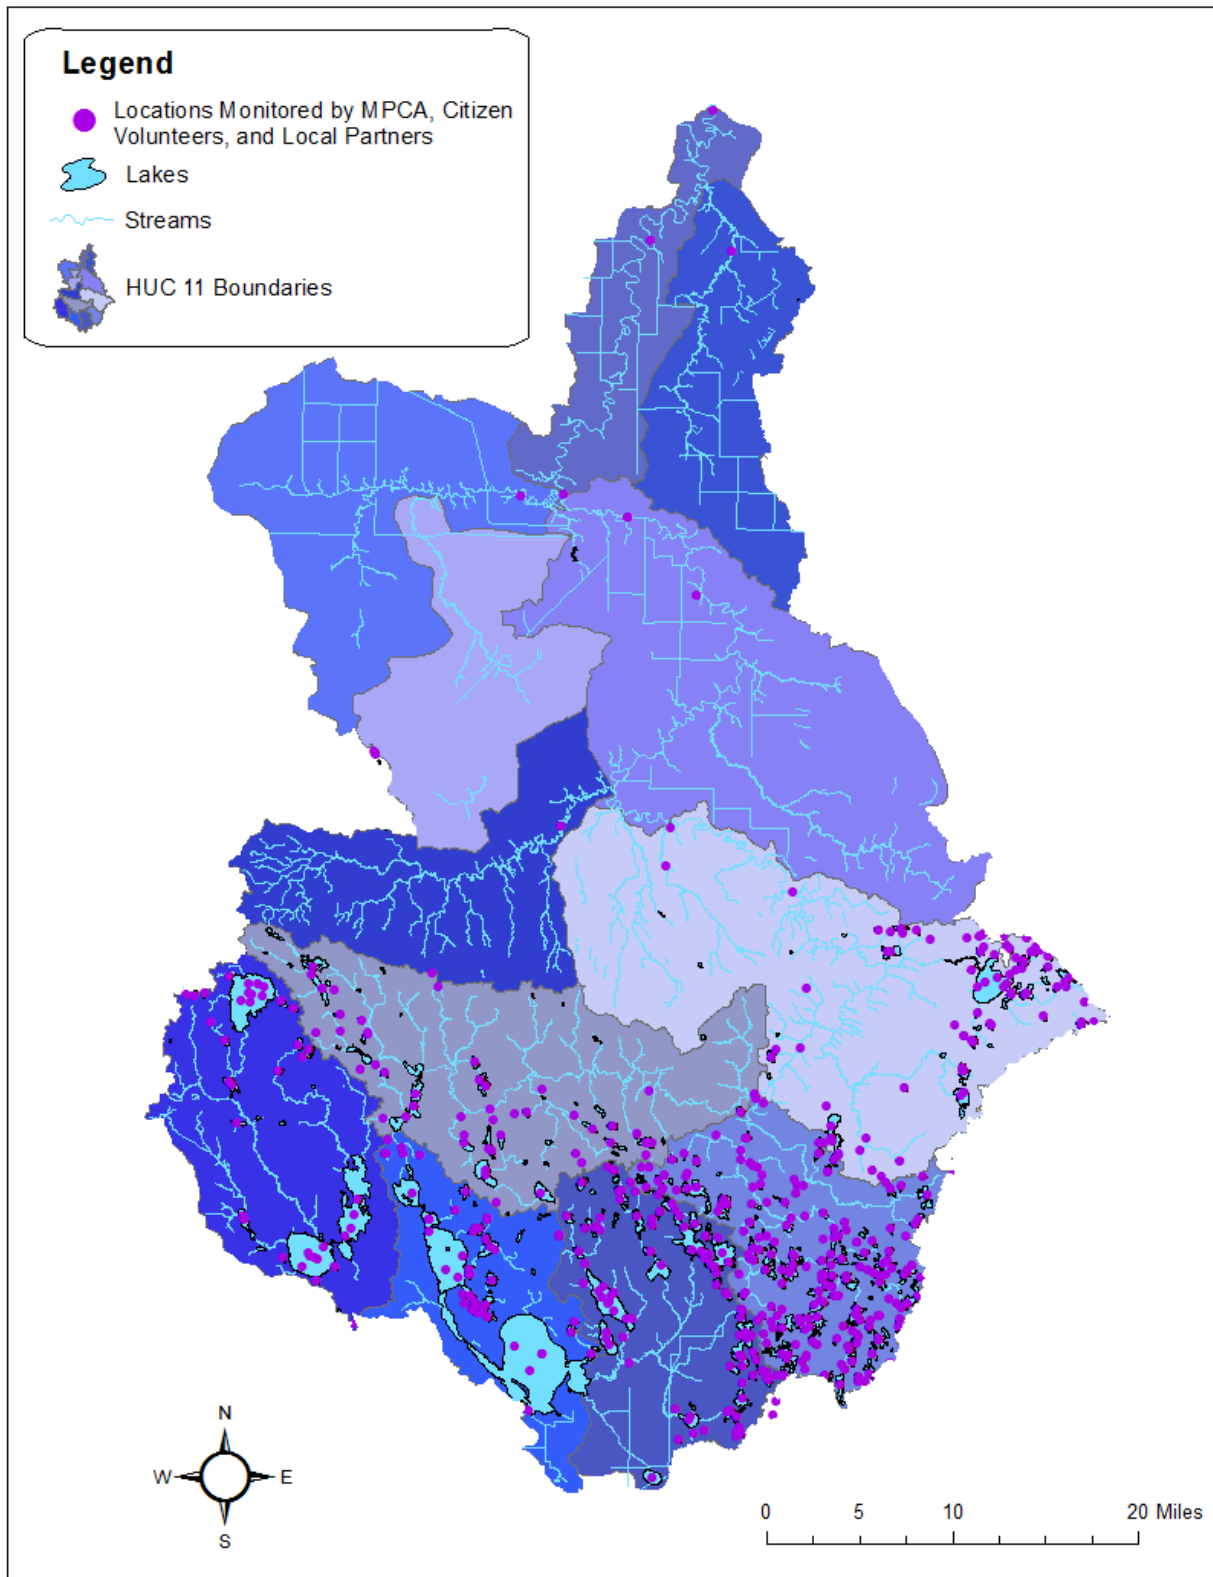 Legend
Locations Monitored by MPCA, Citizen
Volunteers, and Local Partners
Lakes
Streams
HUC 11 Boundaries
N
W E
S
0 5 10 20 Miles